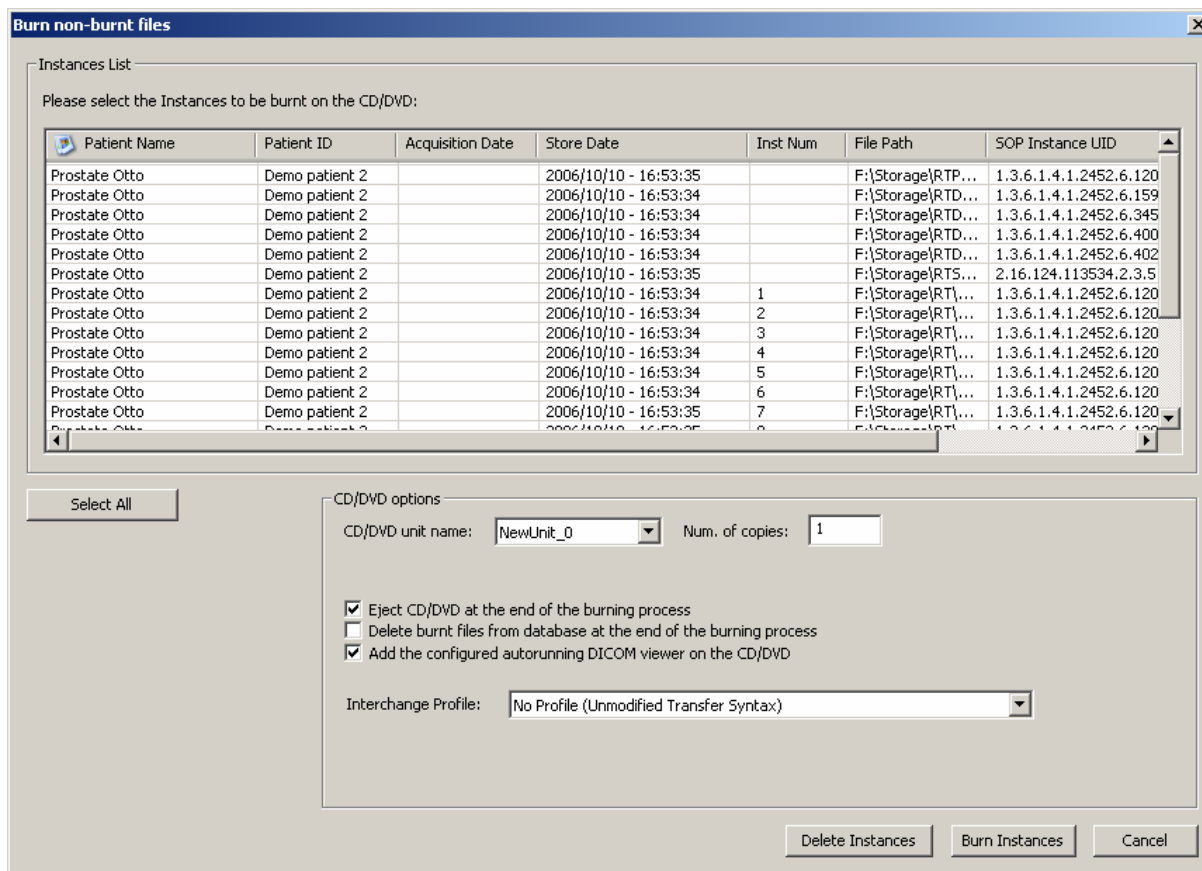 Burn non-burnt files
Instances List
Please select the Instances to be burnt on the CD/DVD:
Patient Name Patient ID Acquisition Date Store Date Inst Num File Path SOP Instance UID
Prostate Otto Demo patient 2 2006/10/10 - 16:53:35 F:\Storage\RTP... 1.3.6.1.4.1.2452.6.120
Prostate Otto Demo patient 2 2006/10/10 - 16:53:34 F:\Storage\RTD... 1.3.6.1.4.1.2452.6.159
Prostate Otto Demo patient 2 2006/10/10 - 16:53:34 F:\Storage\RTD... 1.3.6.1.4.1.2452.6.345
Prostate Otto Demo patient 2 2006/10/10 - 16:53:34 F:\Storage\RTD... 1.3.6.1.4.1.2452.6.400
Prostate Otto Demo patient 2 2006/10/10 - 16:53:34 F:\Storage\RTD... 1.3.6.1.4.1.2452.6.402
Prostate Otto Demo patient 2 2006/10/10 - 16:53:35 F:\Storage\RTS... 2.16.124.113534.2.3.5
Prostate Otto Demo patient 2 2006/10/10 - 16:53:34 1 F:\Storage\RT\... 1.3.6.1.4.1.2452.6.120
Prostate Otto Demo patient 2 2006/10/10 - 16:53:34 2 F:\Storage\RT\... 1.3.6.1.4.1.2452.6.120
Prostate Otto Demo patient 2 2006/10/10 - 16:53:34 3 F:\Storage\RT\... 1.3.6.1.4.1.2452.6.120
Prostate Otto Demo patient 2 2006/10/10 - 16:53:34 4 F:\Storage\RT\... 1.3.6.1.4.1.2452.6.120
Prostate Otto Demo patient 2 2006/10/10 - 16:53:34 5 F:\Storage\RT\... 1.3.6.1.4.1.2452.6.120
Prostate Otto Demo patient 2 2006/10/10 - 16:53:34 6 F:\Storage\RT\... 1.3.6.1.4.1.2452.6.120
Prostate Otto Demo patient 2 2006/10/10 - 16:53:35 7 F:\Storage\RT\... 1.3.6.1.4.1.2452.6.120
Select All
CD/DVD options
CD/DVD unit name: NewUnit_0 Num. of copies: 1
Eject CD/DVD at the end of the burning process
Delete burnt files from database at the end of the burning process
Add the configured autorunning DICOM viewer on the CD/DVD
Interchange Profile: No Profile (Unmodified Transfer Syntax)
Delete Instances Burn Instances Cancel